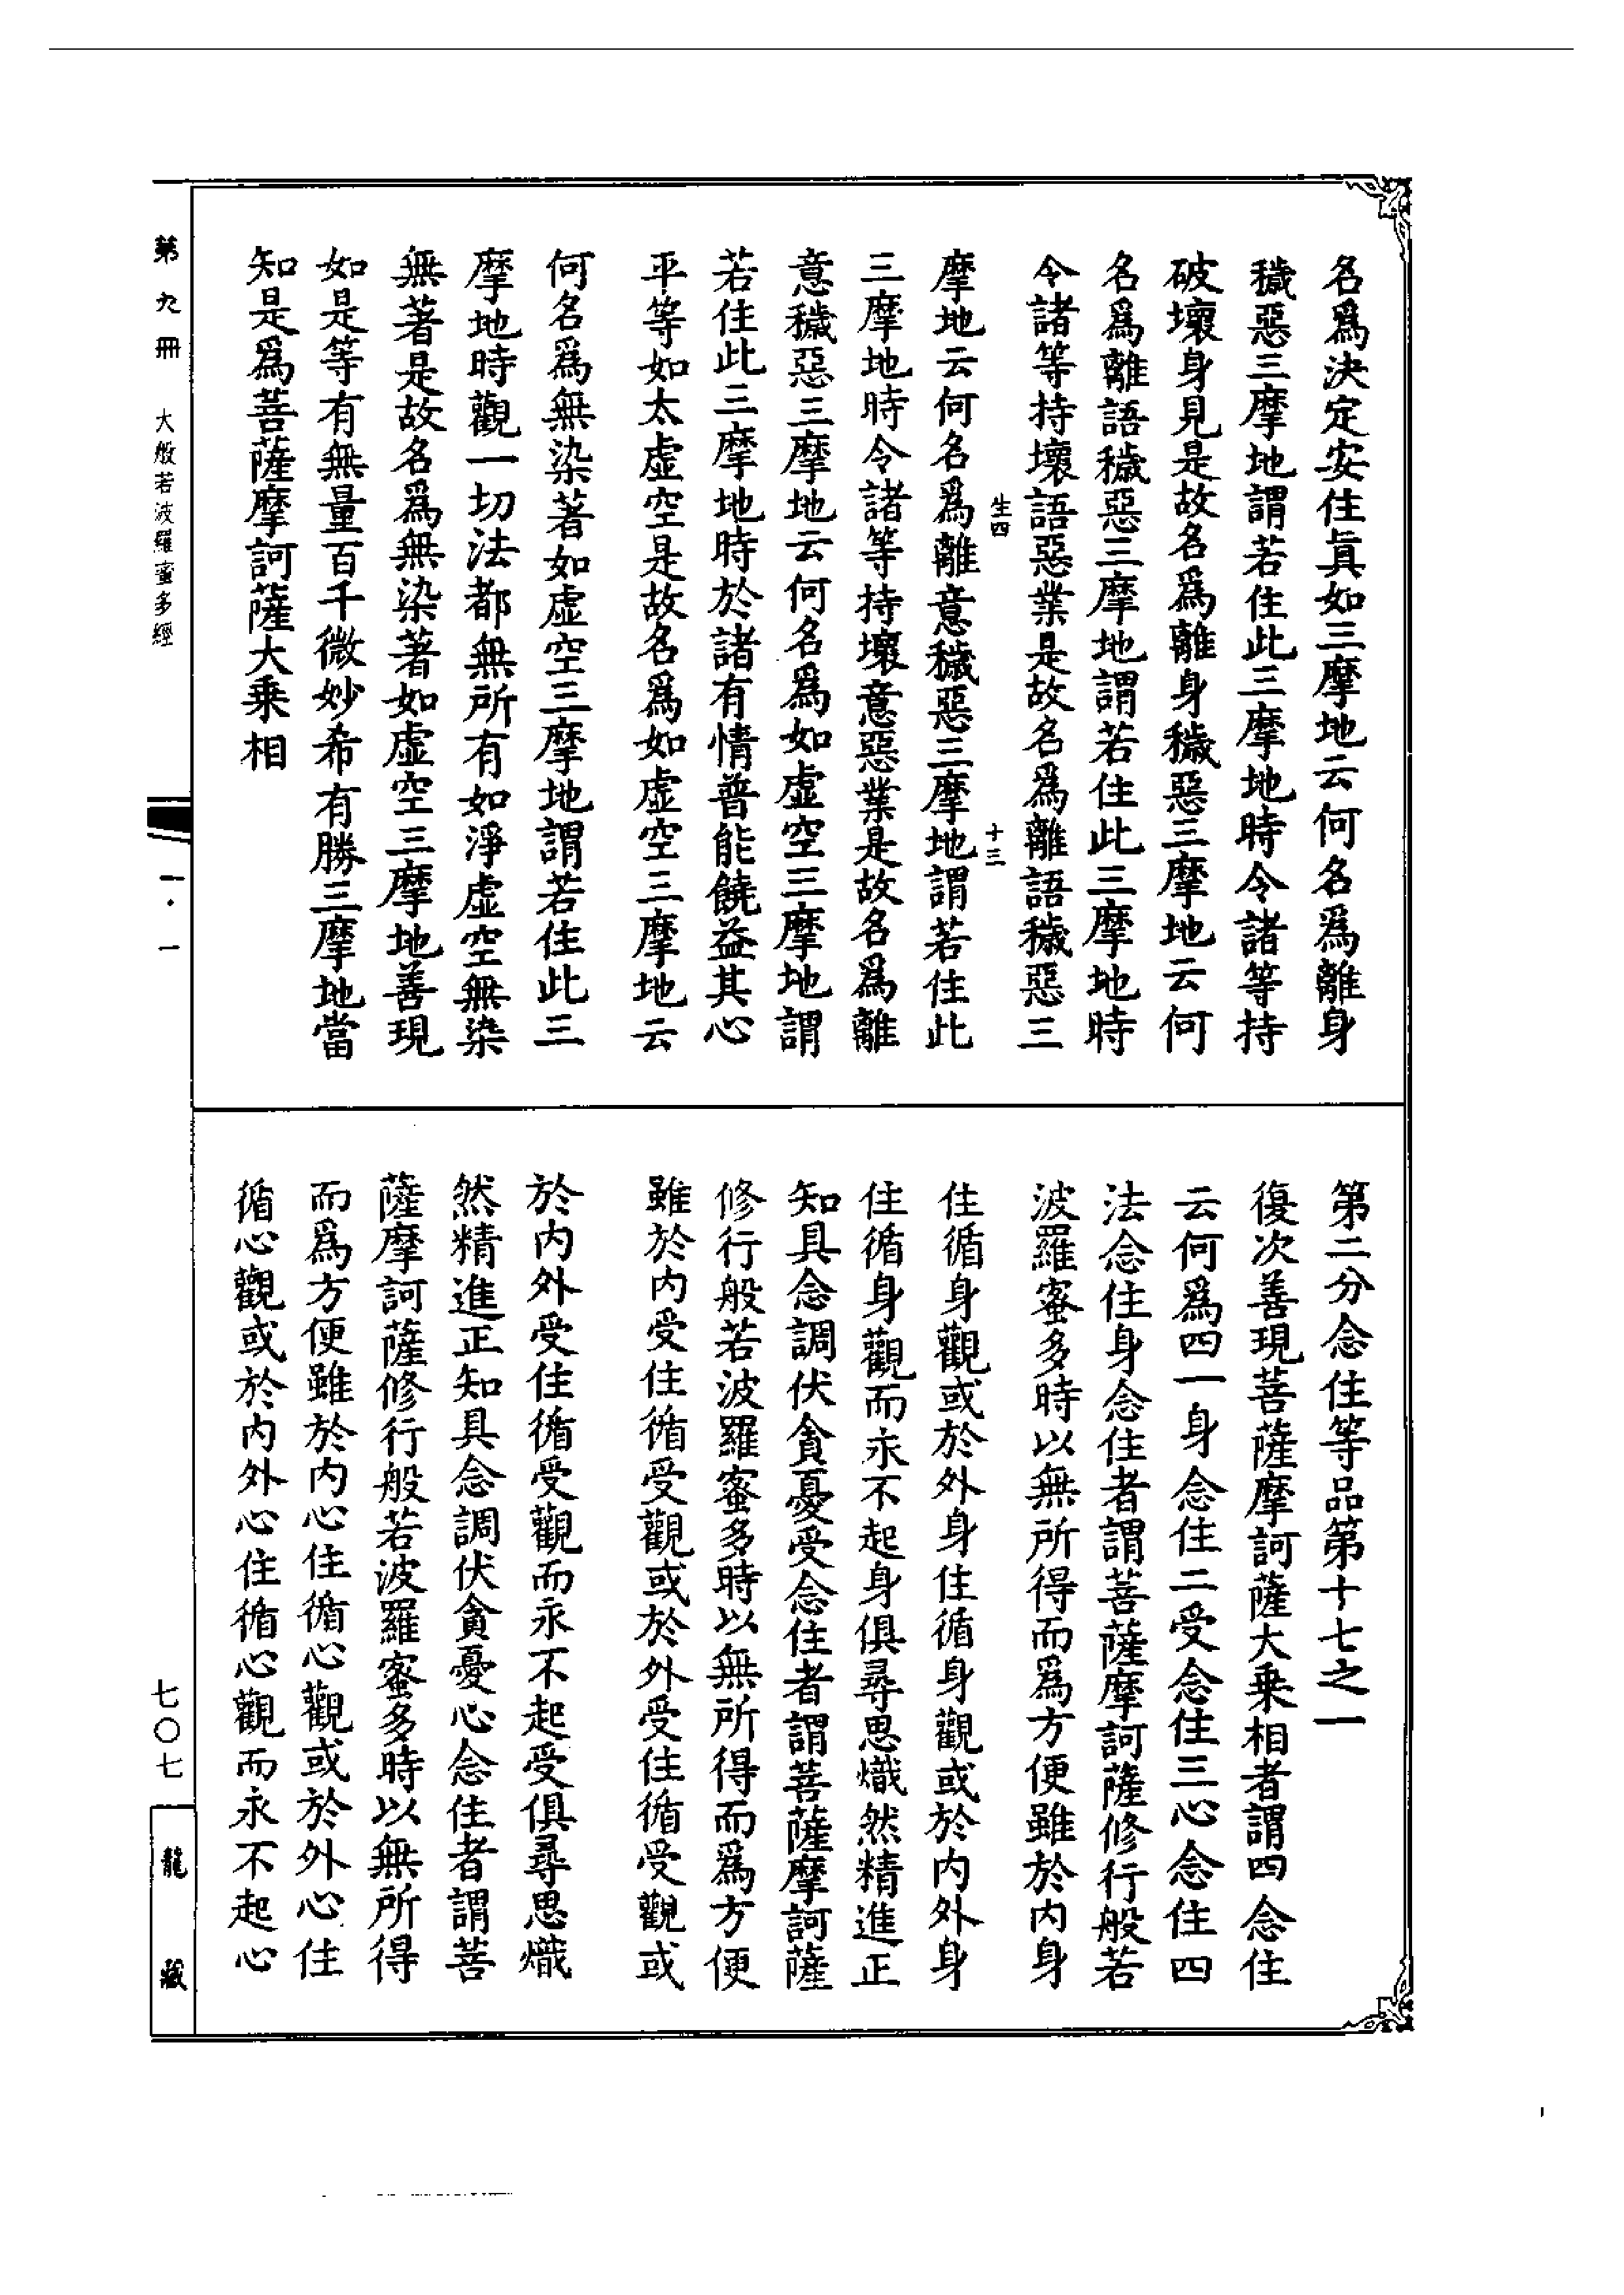 名爲決定安住眞如三摩地云何名爲離身
穢惡三摩地謂若住此三摩地時令諸等持
破壞身見是故名爲離身穢惡三摩地云何
名爲離語穢惡三摩地謂若住此三摩地時
令諸等持壞語惡業是故名爲離語穢惡三
生四
十三
摩地云何名爲離意穢惡三摩地謂若住此
三摩地時令諸等持壞意惡業是故名爲離
意穢惡三摩地云何名爲如虛空三摩地謂
若住此三摩地時於諸有情普能饒益其心
平等如太虛空是故名爲如虛空三摩地云
何名爲無染著如虛空三摩地謂若住此三
摩地時觀一切法都無所有如淨虛空無染
無著是故名爲無染著如虛空三摩地善現
如是等有無量百千微妙希有勝三摩地當
知是爲菩薩摩訶薩大乘相
第二分念住等品第十七之一
復次善現菩薩摩訶薩大乘相者謂四念住
云何爲四一身念住二受念住三心念住四
法念住身念住者謂菩薩摩訶薩修行般若
波羅蜜多時以無所得而爲方便雖於內身
住循身觀或於外身住循身觀或於內外身
住循身觀而永不起身俱尋思熾然精進正
知具念調伏貪憂受念住者謂菩薩摩訶薩
修行般若波羅蜜多時以無所得而爲方便
雖於內受住循受觀或於外受住循受觀或
於內外受住循受觀而永不起受俱尋思熾
然精進正知具念調伏貪憂心念住者謂菩
薩摩訶薩修行般若波羅蜜多時以無所得
而爲方便雖於內心住循心觀或於外心住
循心觀或於內外心住循心觀而永不起心
第九冊 大般若波羅蜜多經
一·一
七〇七
龍藏